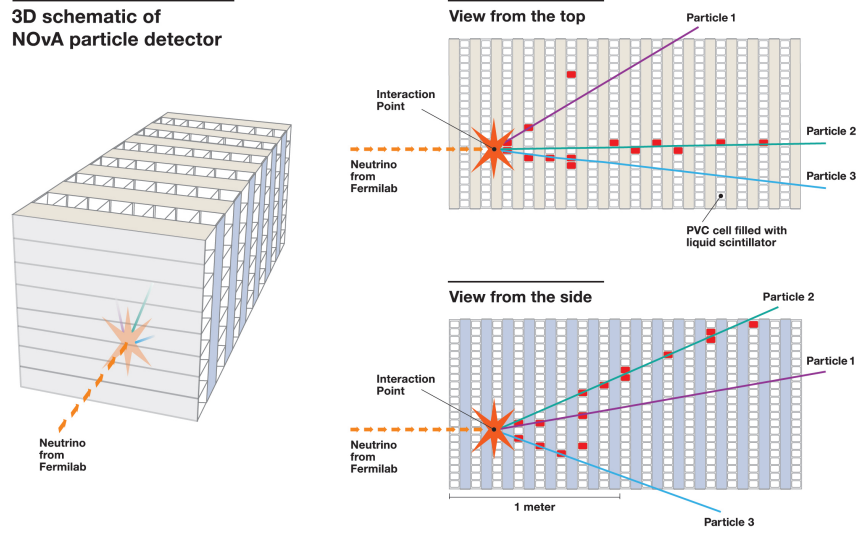 3D schematic of
NOvA particle detector
Neutrino
from
Fermilab
View from the top
Particle 1
Interaction
Point
Particle 2
Neutrino
from
Fermilab
Particle 3
PVC cell filled with
liquid scintillator
View from the side
Particle 2
Particle 1
Interaction
Point
Neutrino
from
Fermilab
1 meter
Particle 3